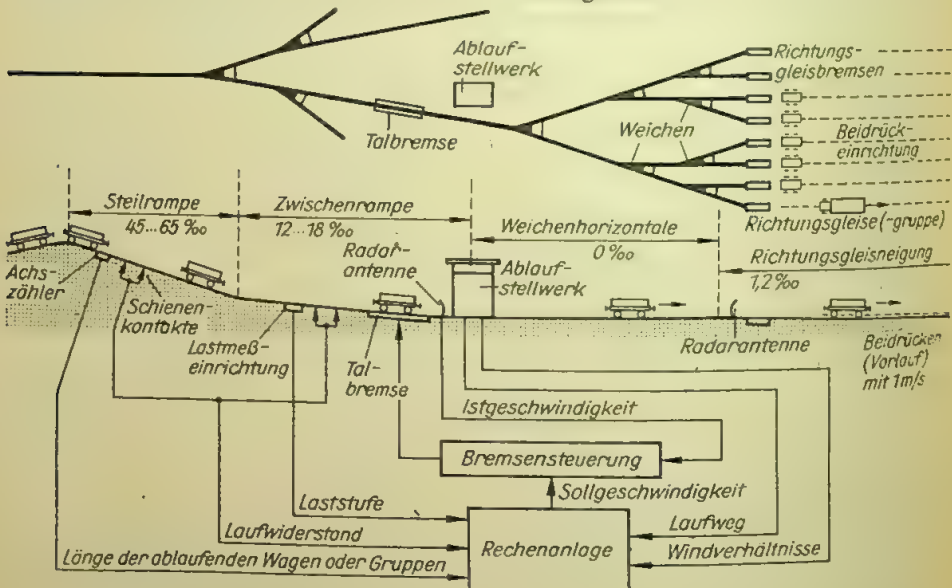 Ablauf-
stellwerk
Richtungs-
gleisbremsen
Talbremse
Weichen
Beidrück-
einrichtung
Richtungsgleise (-gruppe)
Steilrampe
45...65 ‰
Zwischenrampe
12...18 ‰
Weichenhorizontale
0 ‰
Richtungsgleisneigung
1,2 ‰
Achs-
zähler
Schienen-
kontakte
Radar-
antenne
Ablauf-
stellwerk
Lastmeß-
einrichtung
Tal-
bremse
Radarantenne
Beidrücken
(Vorlauf)
mit 1m/s
Istgeschwindigkeit
Bremsensteuerung
Sollgeschwindigkeit
Laststufe
Laufwiderstand
Länge der ablaufenden Wagen oder Gruppen
Rechenanlage
Laufweg
Windverhältnisse